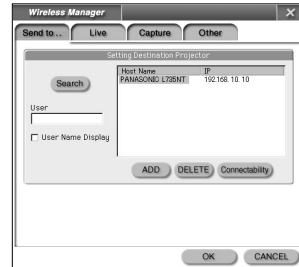 Wireless Manager
Send to .. Live Capture Other
Setting Destination Projector
Search
Host Name IP
PANASONIC L735NT 192.168.10.10
User
User Name Display
ADD DELETE Connectability
OK CANCEL